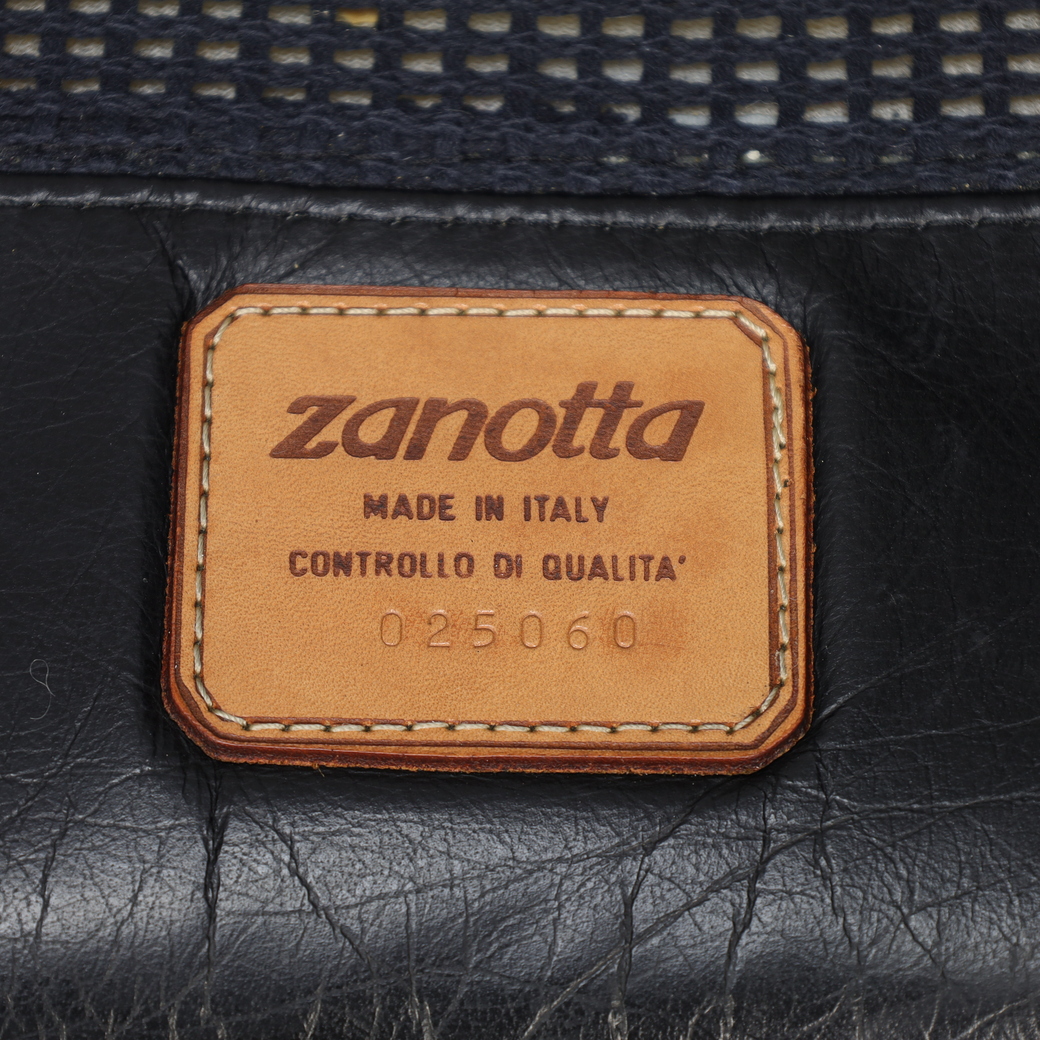 zanotta
MADE IN ITALY
CONTROLLO DI QUALITA'
025060